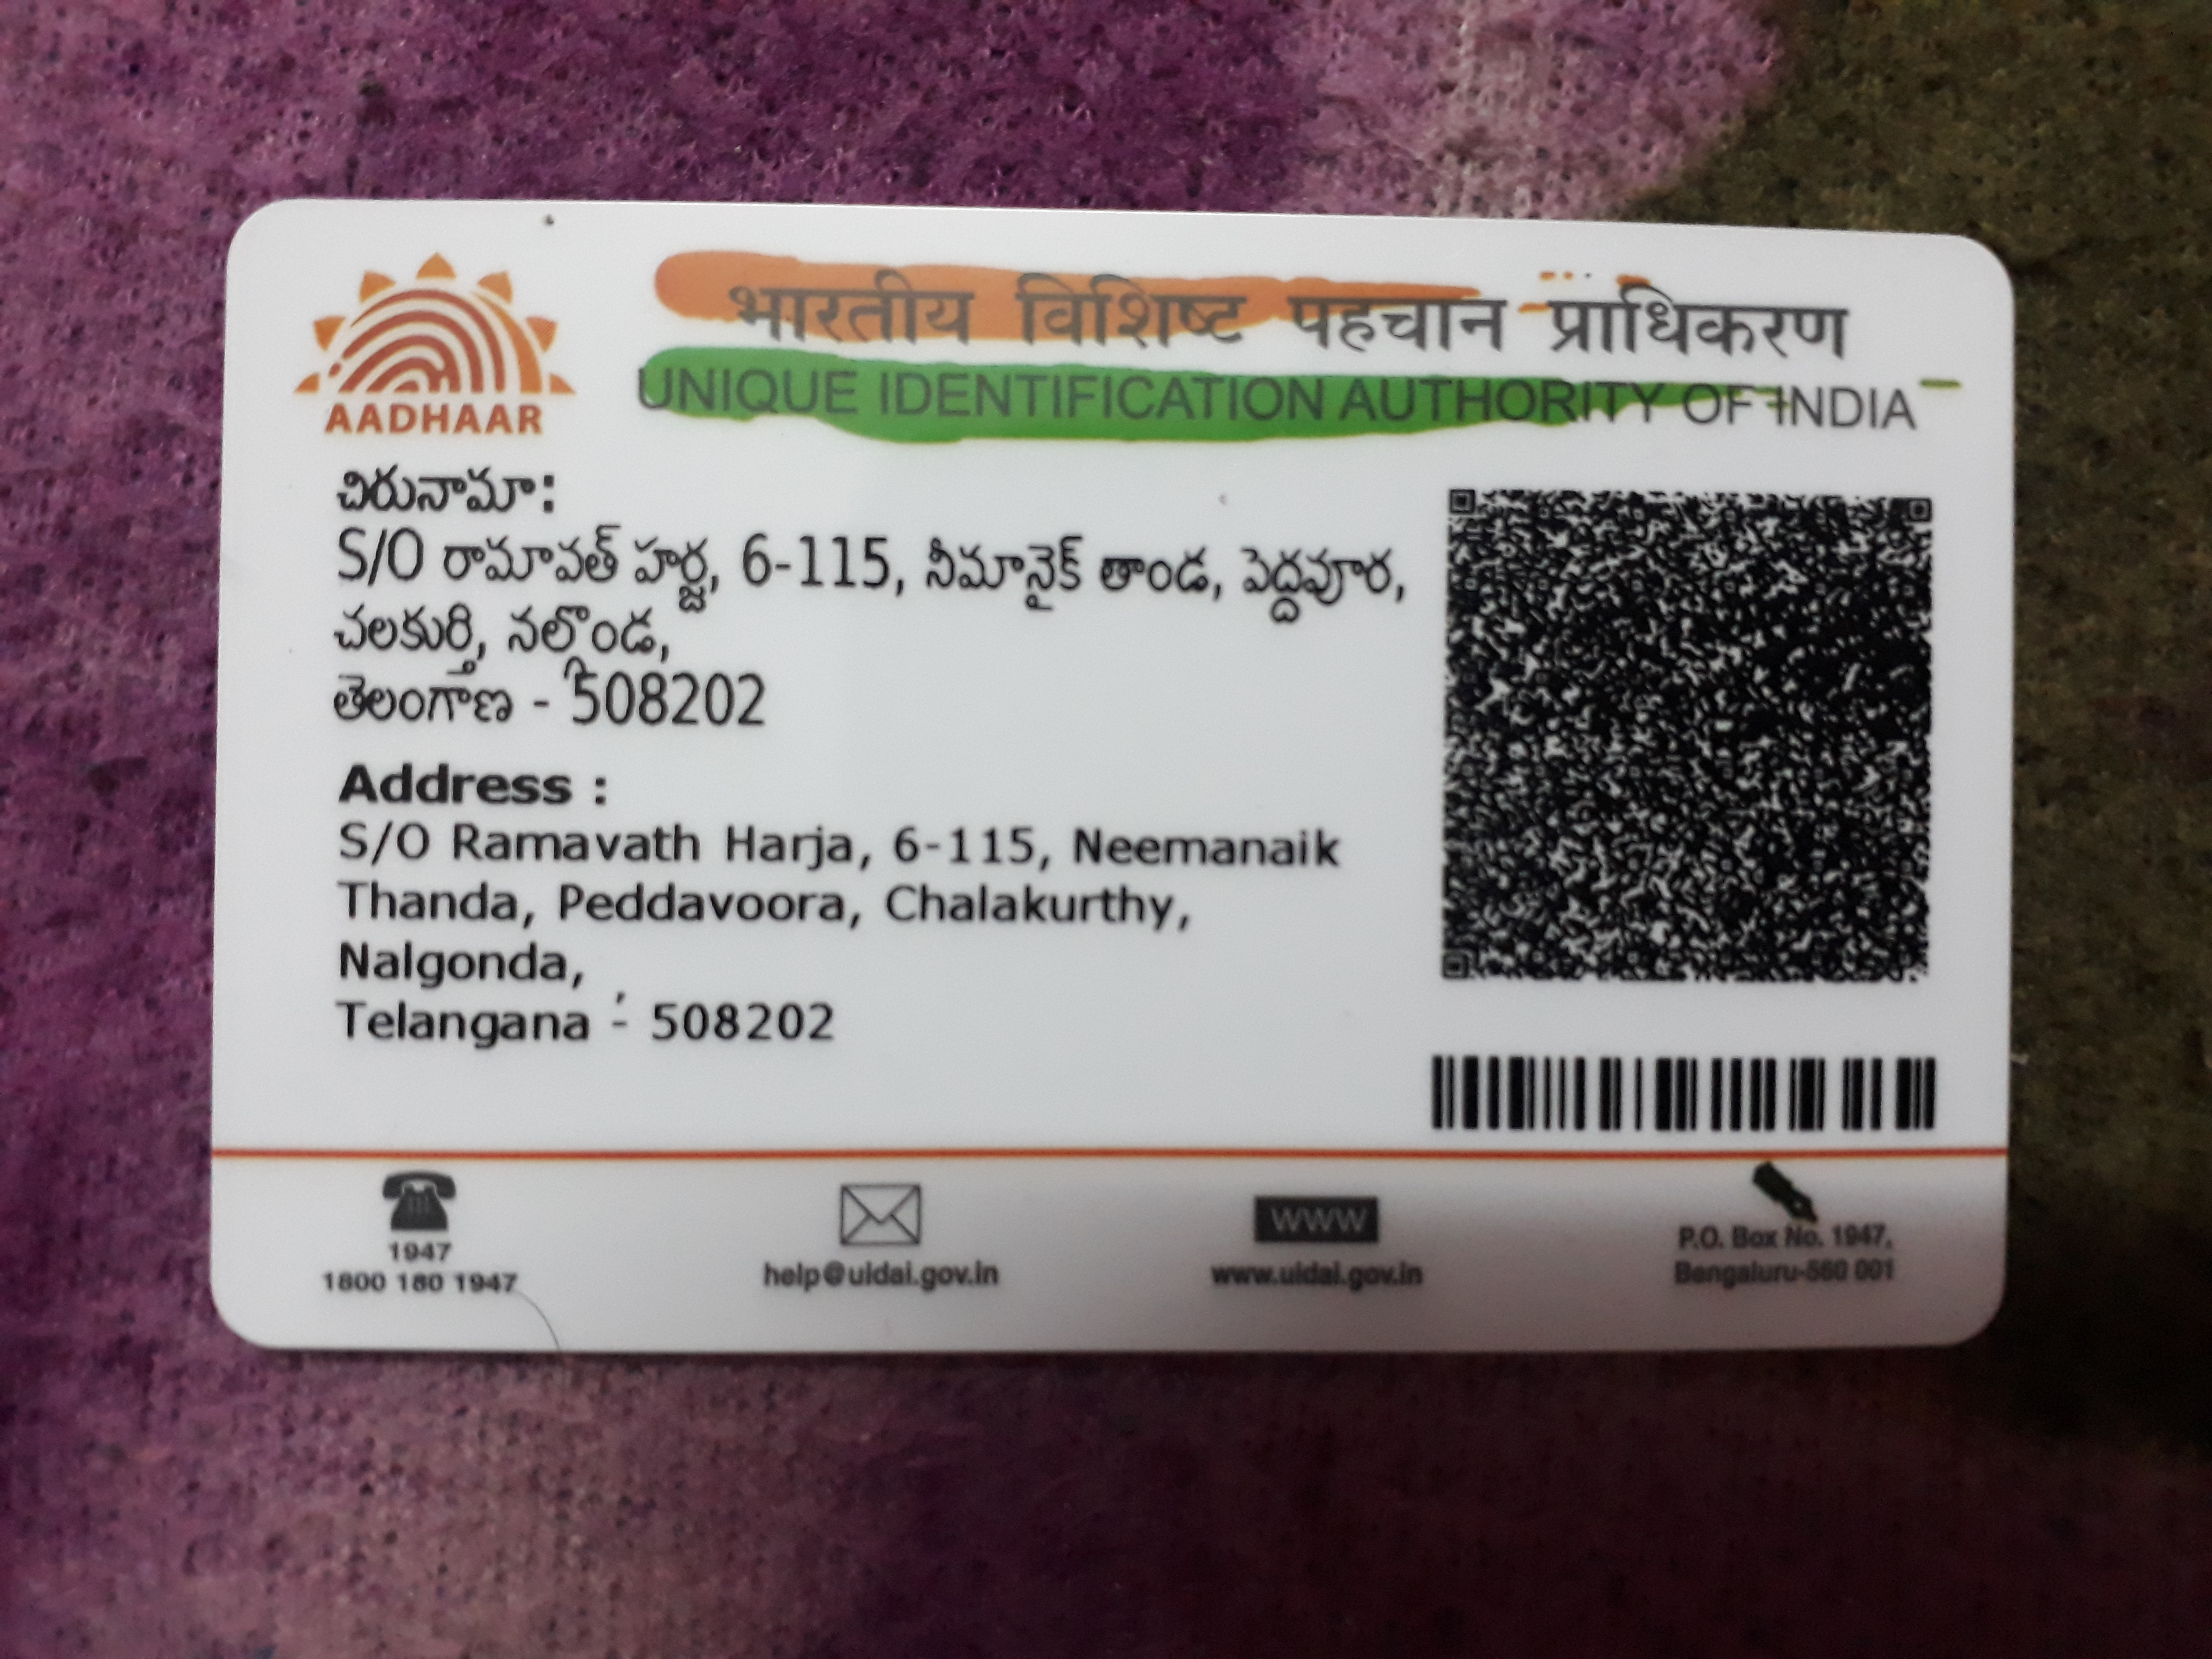 भारतीय विशिष्ट पहचान प्राधिकरण
UNIQUE IDENTIFICATION AUTHORITY OF INDIA
AADHAAR
చిరునామా:
S/O రామావత్ హర్జ, 6-115, నీమానైక్ తాండ, పెద్దవూర,
చలకుర్తి, నల్గొండ,
తెలంగాణ - 508202
Address :
S/O Ramavath Harja, 6-115, Neemanaik
Thanda, Peddavoora, Chalakurthy,
Nalgonda,
,
Telangana - 508202
1947
1800 180 1947
help@uidai.gov.in
WWW
www.uidai.gov.in
P.O. Box No. 1947,
Bengaluru-560 001